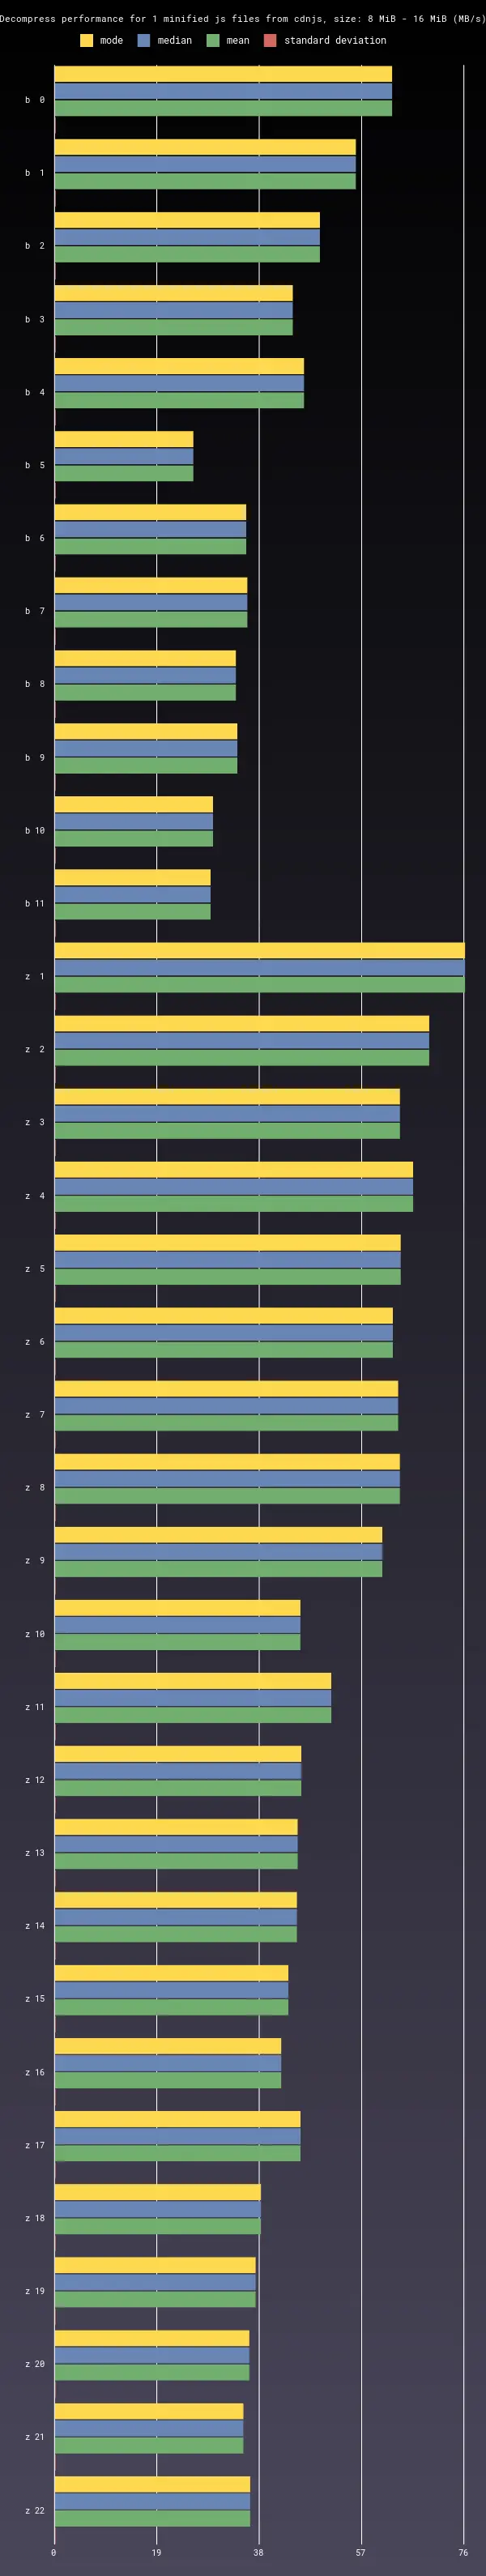 Decompress performance for 1 minified js files from cdnjs, size: 8 MiB - 16 MiB (MB/s)
mode median mean standard deviation
b 0
b 1
b 2
b 3
b 4
b 5
b 6
b 7
b 8
b 9
b 10
b 11
z 1
z 2
z 3
z 4
z 5
z 6
z 7
z 8
z 9
z 10
z 11
z 12
z 13
z 14
z 15
z 16
z 17
z 18
z 19
z 20
z 21
z 22
0 19 38 57 76